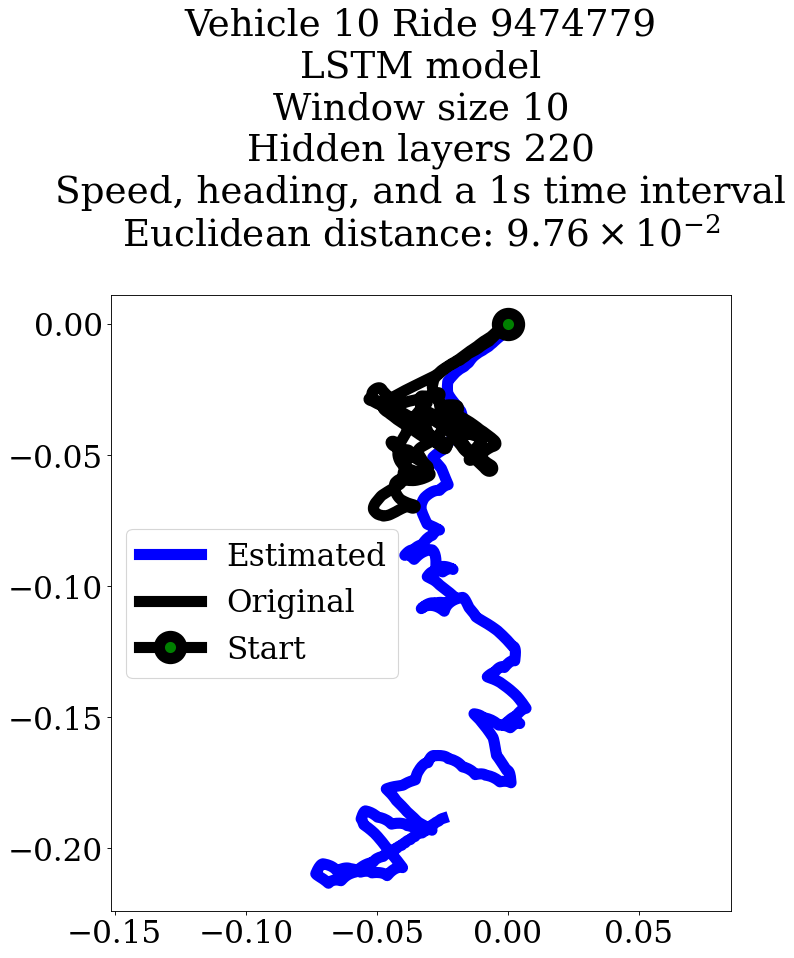 Vehicle 10 Ride 9474779
LSTM model
Window size 10
Hidden layers 220
Speed, heading, and a 1s time interval
Euclidean distance: 9.76 × 10⁻²
0.00
−0.05
−0.10
−0.15
−0.20
Estimated
Original
Start
−0.15 −0.10 −0.05 0.00 0.05